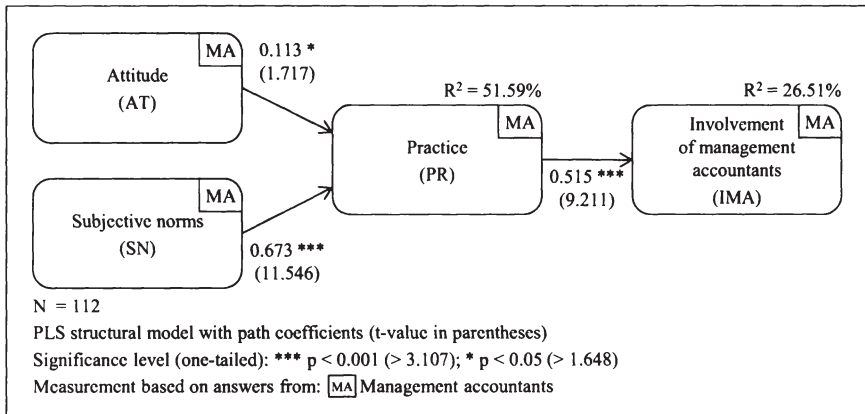 MA
Attitude
(AT)
0.113 *
(1.717)
MA
Subjective norms
(SN)
0.673 ***
(11.546)
R² = 51.59%
MA
Practice
(PR)
0.515 ***
(9.211)
R² = 26.51%
MA
Involvement
of management
accountants
(IMA)
N = 112
PLS structural model with path coefficients (t-value in parentheses)
Significance level (one-tailed): *** p < 0.001 (> 3.107); * p < 0.05 (> 1.648)
Measurement based on answers from: MA Management accountants